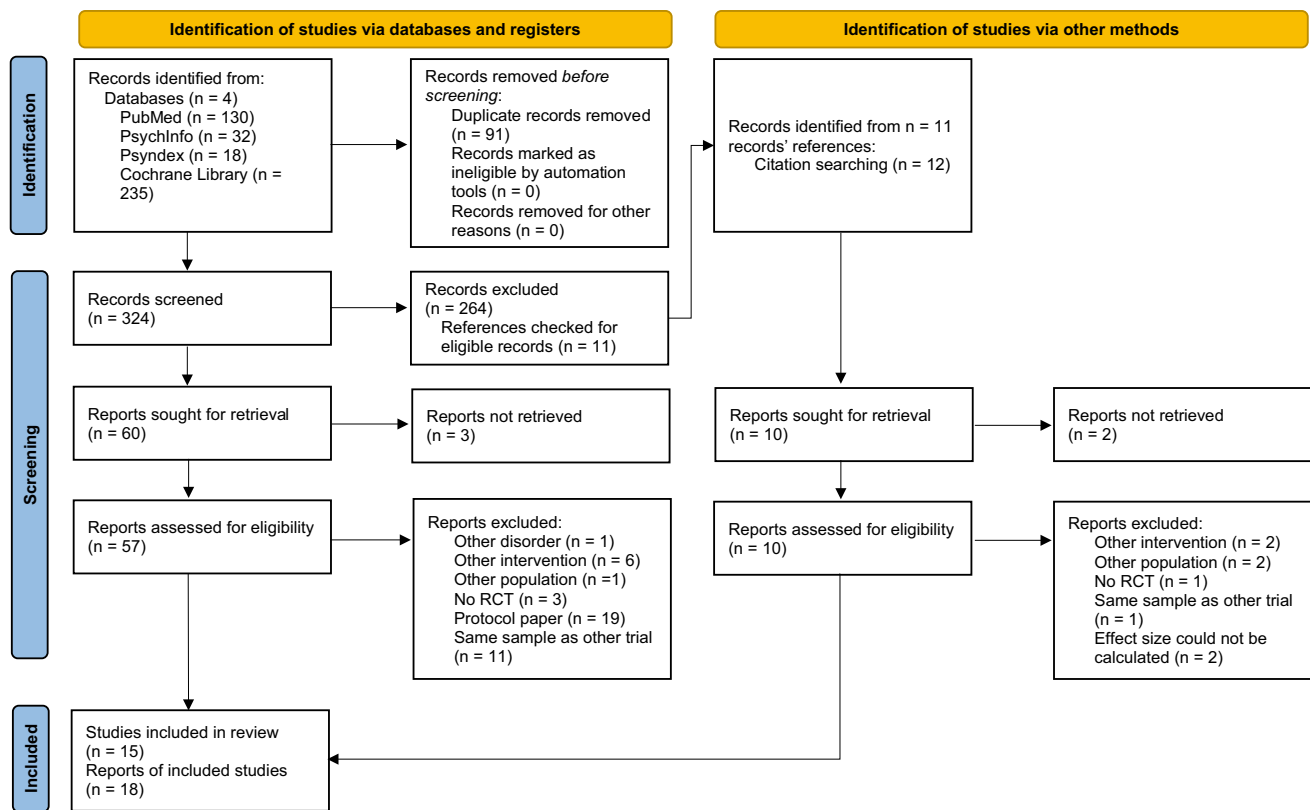 Identification of studies via databases and registers
Identification of studies via other methods
Identification
Records identified from:
Databases (n = 4)
PubMed (n = 130)
PsychInfo (n = 32)
Psyndex (n = 18)
Cochrane Library (n =
235)
Records removed before
screening:
Duplicate records removed
(n = 91)
Records marked as
ineligible by automation
tools (n = 0)
Records removed for other
reasons (n = 0)
Records identified from n = 11
records' references:
Citation searching (n = 12)
Screening
Records screened
(n = 324)
Records excluded
(n = 264)
References checked for
eligible records (n = 11)
Reports sought for retrieval
(n = 60)
Reports not retrieved
(n = 3)
Reports sought for retrieval
(n = 10)
Reports not retrieved
(n = 2)
Reports assessed for eligibility
(n = 57)
Reports excluded:
Other disorder (n = 1)
Other intervention (n = 6)
Other population (n =1)
No RCT (n = 3)
Protocol paper (n = 19)
Same sample as other trial
(n = 11)
Reports assessed for eligibility
(n = 10)
Reports excluded:
Other intervention (n = 2)
Other population (n = 2)
No RCT (n = 1)
Same sample as other trial
(n = 1)
Effect size could not be
calculated (n = 2)
Included
Studies included in review
(n = 15)
Reports of included studies
(n = 18)